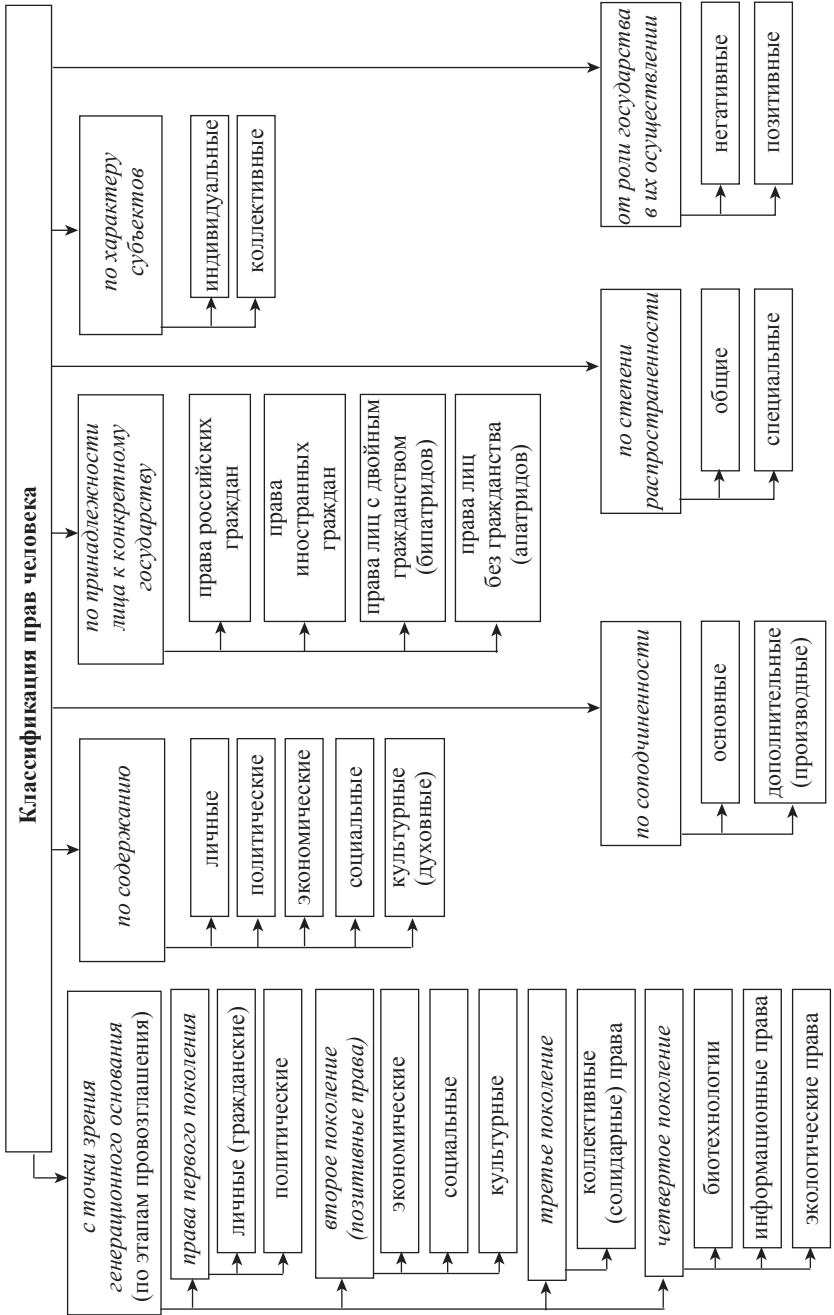 Классификация прав человека
с точки зрения
генерационного основания
(по этапам провозглашения)
права первого поколения
личные (гражданские)
политические
второе поколение
(позитивные права)
экономические
социальные
культурные
третье поколение
коллективные
(солидарные) права
четвертое поколение
биотехнологии
информационные права
экологические права
по содержанию
личные
политические
экономические
социальные
культурные
(духовные)
по принадлежности
лица к конкретному
государству
права российских
граждан
права
иностранных
граждан
права лиц с двойным
гражданством
(бипатридов)
права лиц
без гражданства
(апатридов)
по характеру
субъектов
индивидуальные
коллективные
по соподчиненности
основные
дополнительные
(производные)
по степени
распространенности
общие
специальные
от роли государства
в их осуществлении
негативные
позитивные